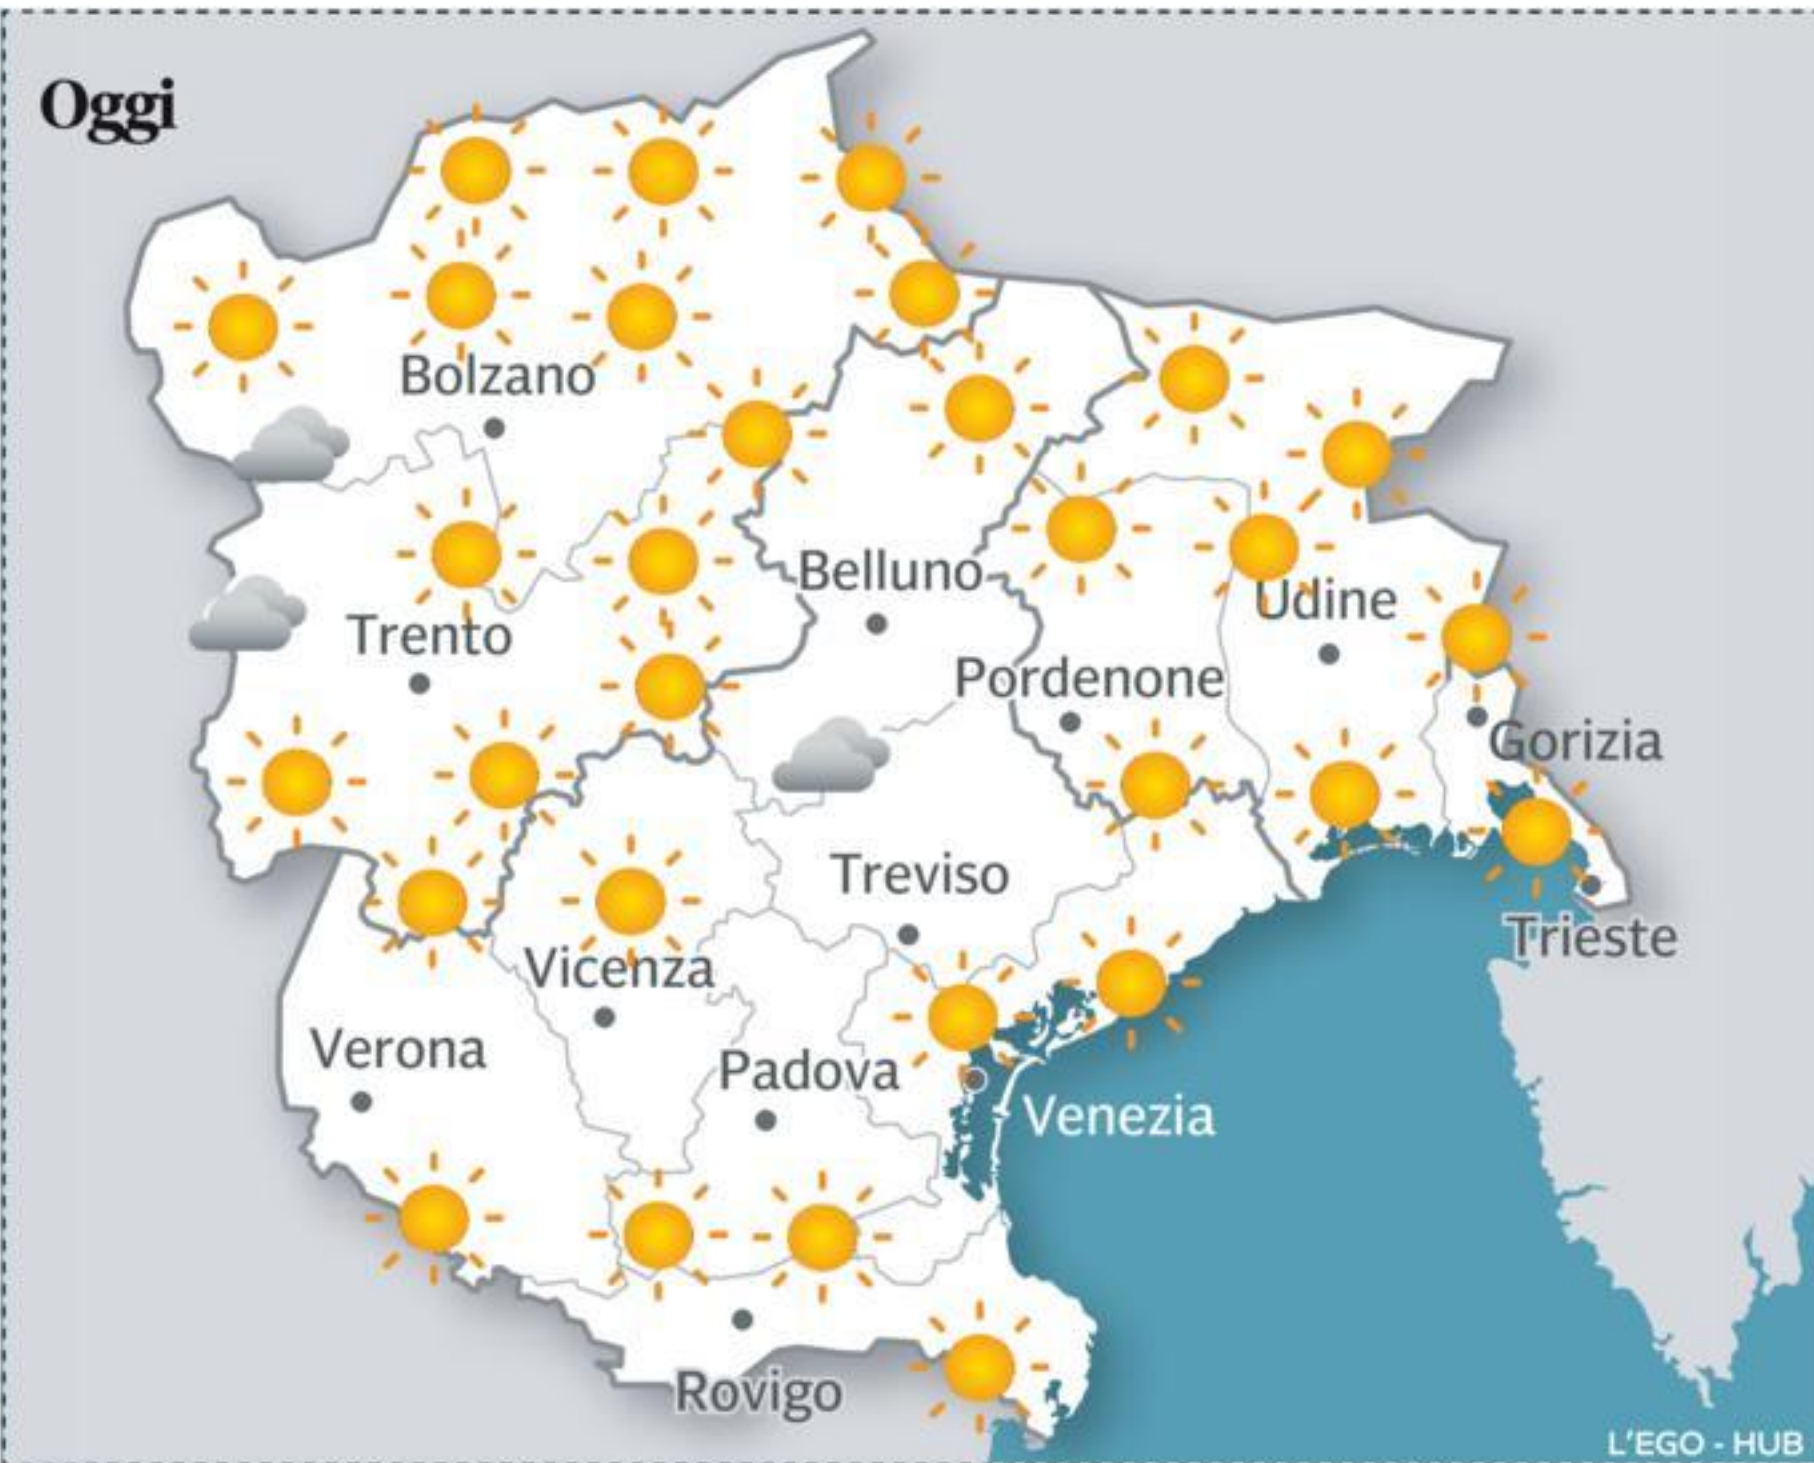 Oggi
Bolzano
Belluno
Udine
Trento
Pordenone
Gorizia
Treviso
Trieste
Vicenza
Verona
Padova
Venezia
Rovigo
L'EGO - HUB